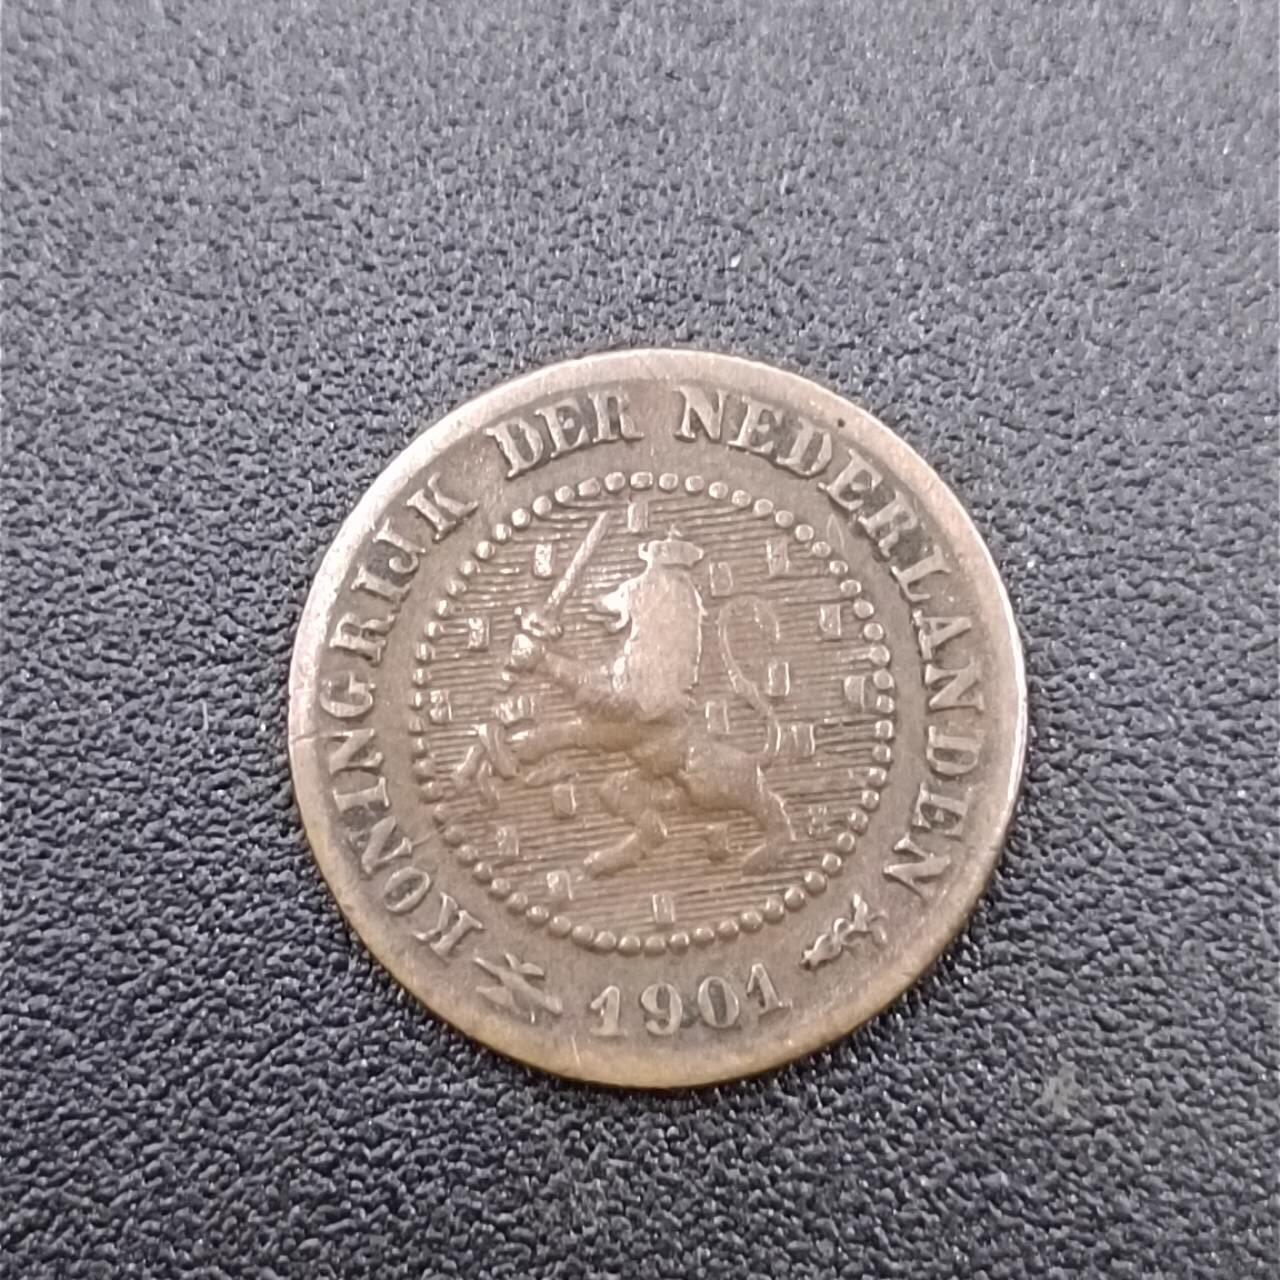 KONINGRIJK DER NEDERLANDEN
1901